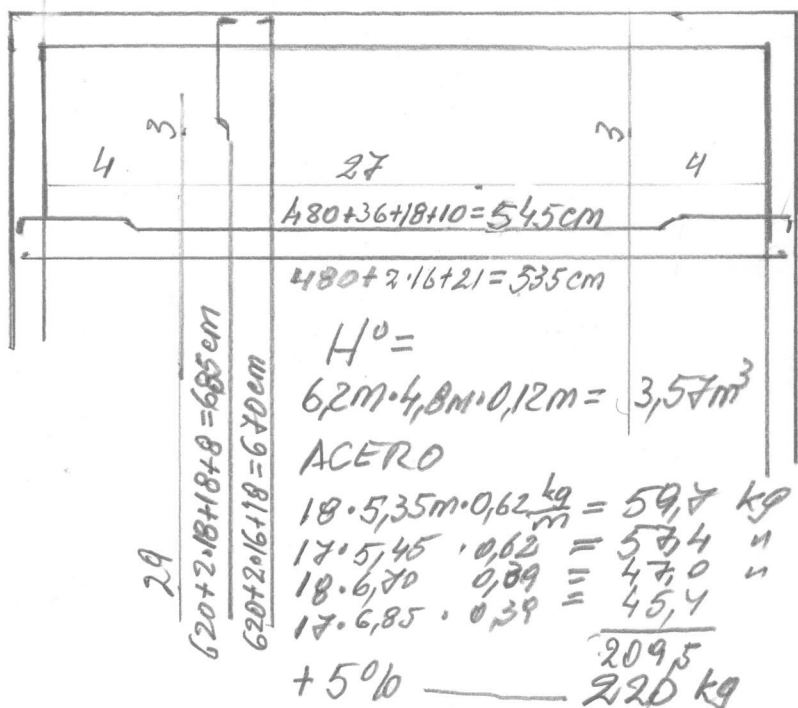 3
3
4
27
4
480+36+18+10=545cm
480+2·16+21=535cm
29
620+2·18+18+8=685cm
620+2·16+18=670cm
Hº=
6,2m·4,8m·0,12m= 3,57m³
ACERO
18·5,35m·0,62 kg/m = 59,7 kg
17·5,45 ·0,62 = 57,4 "
18·6,70 0,39 = 47,0 "
17·6,85 · 0,39 = 45,4
209,5
+5% 220 kg